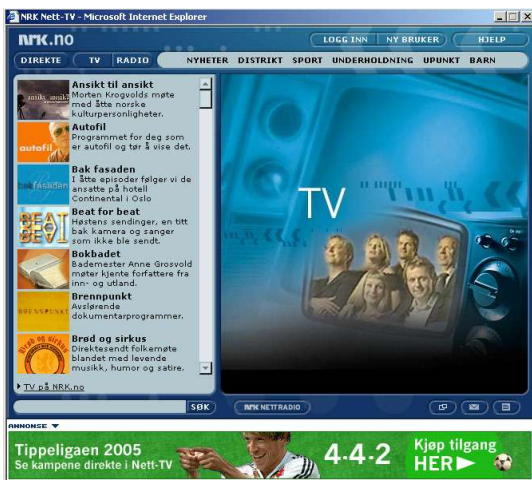 NRK Nett-TV - Microsoft Internet Explorer
NRK.no
LOGG INN
NY BRUKER
HJELP
DIREKTE
TV
RADIO
NYHETER DISTRIKT SPORT UNDERHOLDNING UPUNKT BARN
Ansikt til ansikt
Morten Krogvolds møte
med åtte norske
kulturpersonligheter.
autofil
Autofil
Programmet for deg som
er autofil og tør å vise det.
bak fasaden
Bak fasaden
I åtte episoder følger vi de
ansatte på hotell
Continental i Oslo
BEAT
BEAT
Beat for beat
Høstens sendinger, en titt
bak kamera og sanger
som ikke ble sendt.
Bokbadet
Bademester Anne Grosvold
møter kjente forfattere fra
inn- og utland.
BRENNPUNKT
Brennpunkt
Avslørende
dokumentarprogrammer.
Brød og sirkus
Brød og sirkus
Direktesendt folkemøte
blandet med levende
musikk, humor og satire.
TV på NRK.no
TV
SØK
NRK NETTRADIO
ANNONSE
Tippeligaen 2005
Se kampene direkte i Nett-TV
4-4-2
Kjøp tilgang
HER